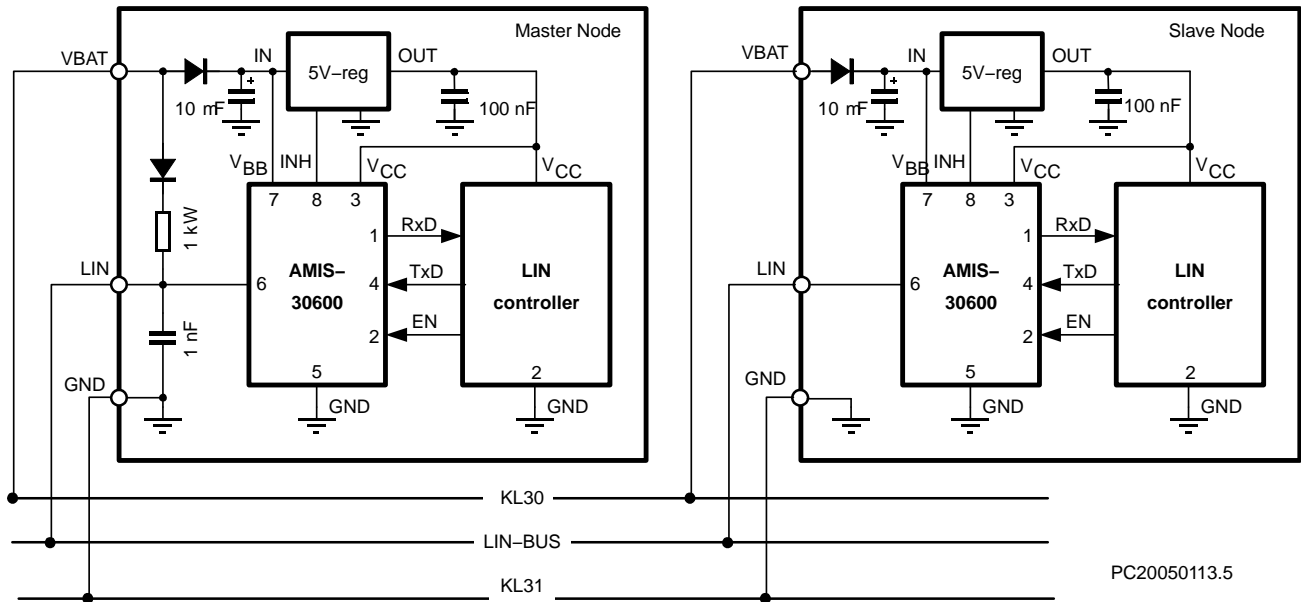 Master Node
VBAT
IN
5V–reg
OUT
+
10 mF
100 nF
VBB
INH
VCC
VCC
7
8
3
1 kW
LIN
6
AMIS–
30600
1
RxD
4
TxD
2
EN
LIN
controller
1 nF
GND
5
GND
2
GND
Slave Node
VBAT
IN
5V–reg
OUT
+
10 mF
100 nF
VBB
INH
VCC
VCC
7
8
3
LIN
6
AMIS–
30600
1
RxD
4
TxD
2
EN
LIN
controller
GND
5
GND
2
GND
KL30
LIN–BUS
KL31
PC20050113.5